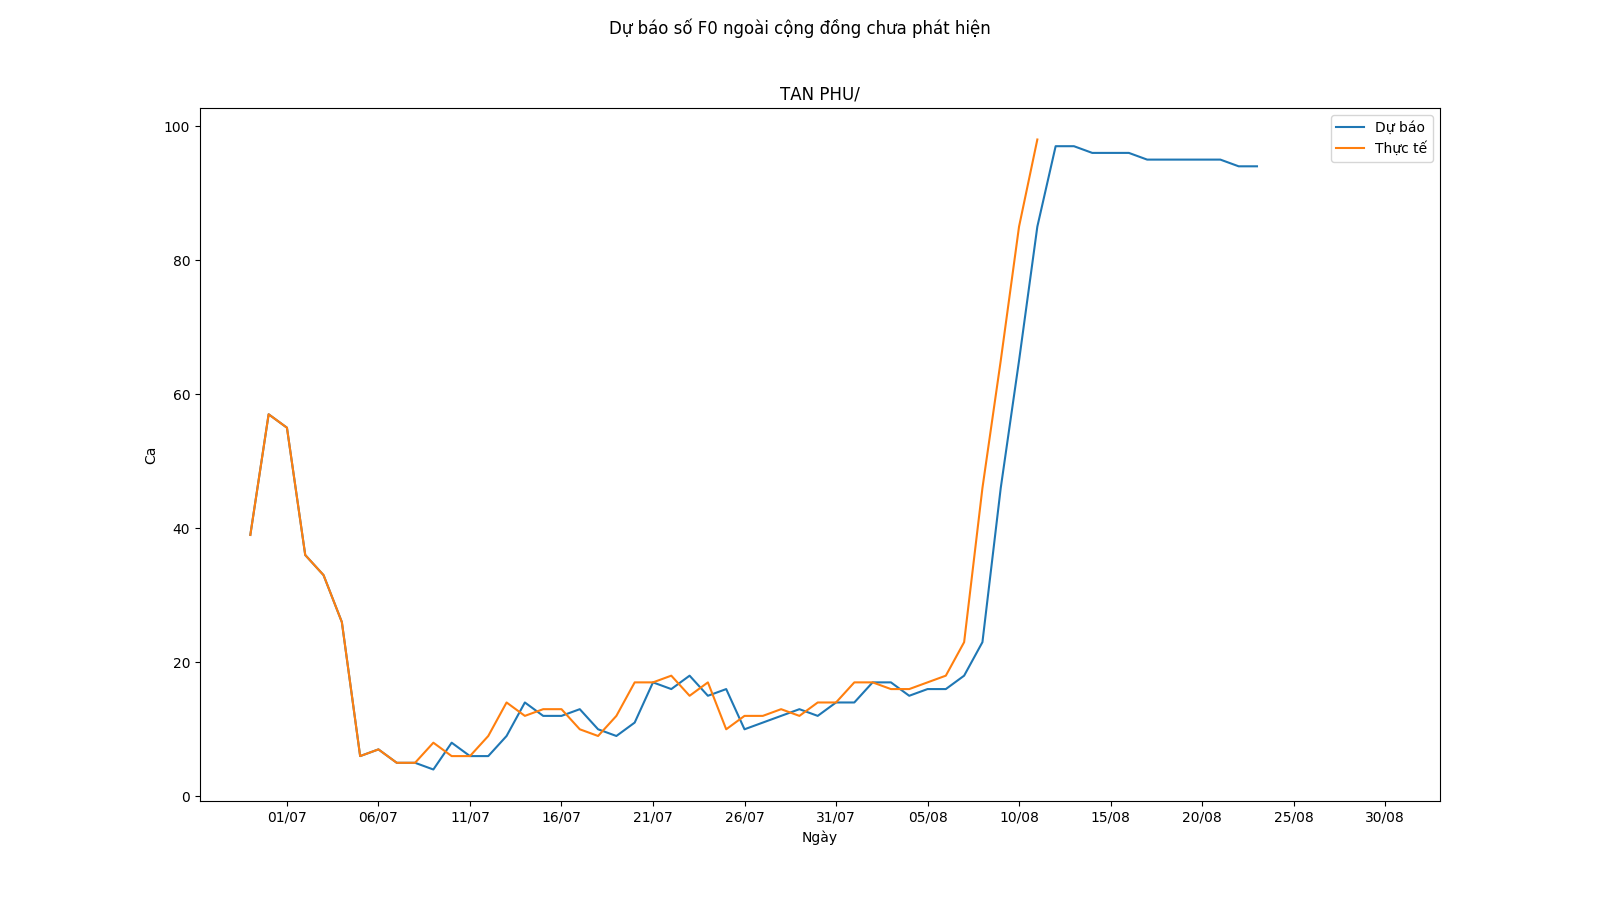 Dự báo số F0 ngoài cộng đồng chưa phát hiện
TAN PHU/
Dự báo
Thực tế
100
80
60
40
20
0
Ca
01/07 06/07 11/07 16/07 21/07 26/07 31/07 05/08 10/08 15/08 20/08 25/08 30/08
Ngày